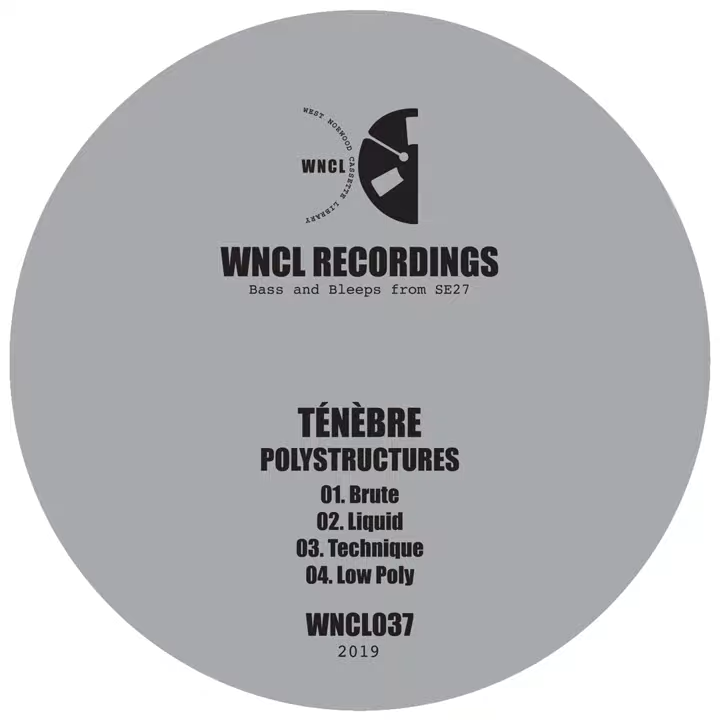 WEST NORWOOD CASSETTE LIBRARY
WNCL
WNCL RECORDINGS
Bass and Bleeps from SE27
TÉNÈBRE
POLYSTRUCTURES
01. Brute
02. Liquid
03. Technique
04. Low Poly
WNCL037
2019